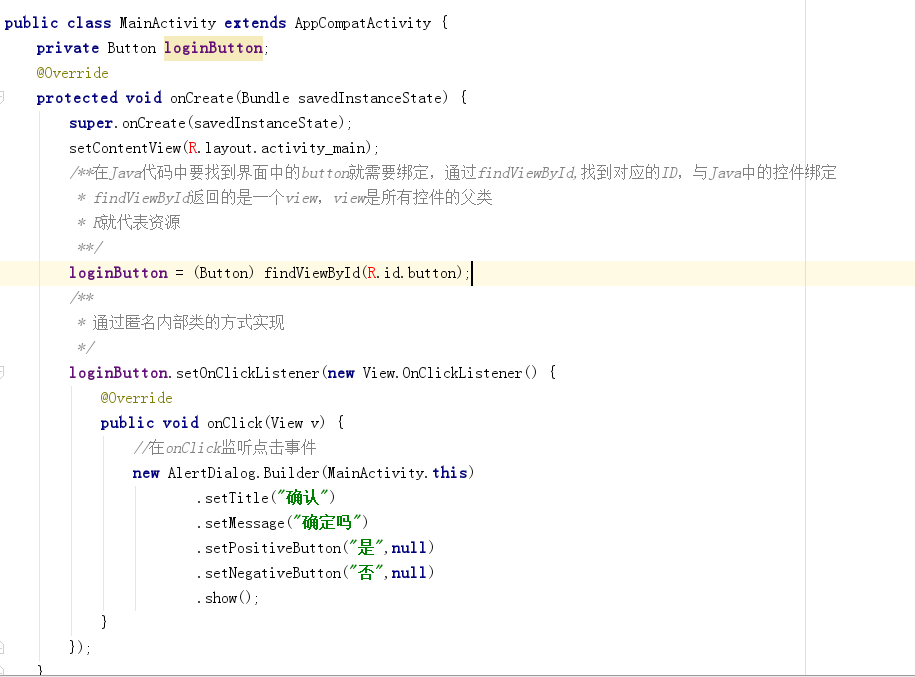 public class MainActivity extends AppCompatActivity {
private Button loginButton;
@Override
protected void onCreate(Bundle savedInstanceState) {
super.onCreate(savedInstanceState);
setContentView(R.layout.activity_main);
/**在Java代码中要找到界面中的button就需要绑定，通过findViewById,找到对应的ID，与Java中的控件绑定
* findViewById返回的是一个view，view是所有控件的父类
* R就代表资源
**/
loginButton = (Button) findViewById(R.id.button);
/**
* 通过匿名内部类的方式实现
*/
loginButton.setOnClickListener(new View.OnClickListener() {
@Override
public void onClick(View v) {
//在onClick监听点击事件
new AlertDialog.Builder(MainActivity.this)
.setTitle("确认")
.setMessage("确定吗")
.setPositiveButton("是",null)
.setNegativeButton("否",null)
.show();
}
});
}